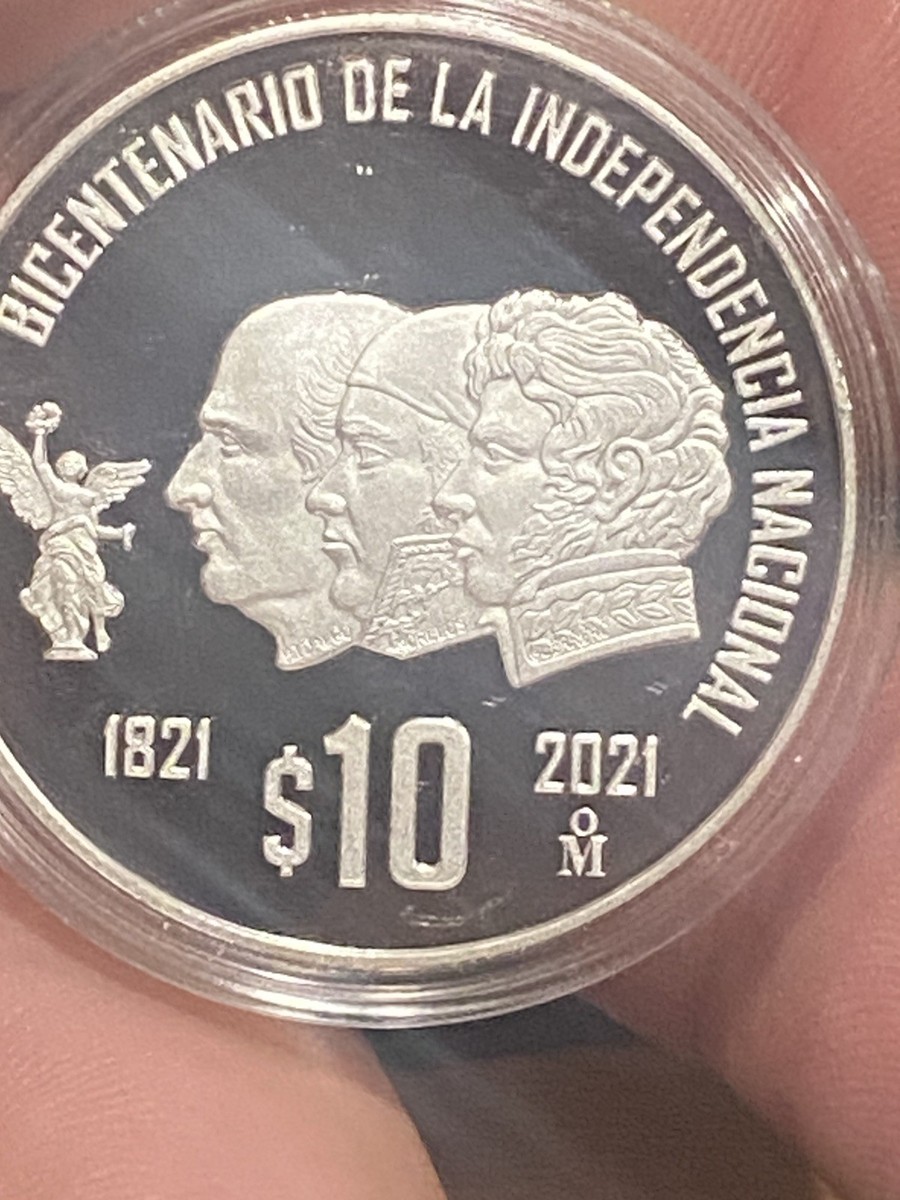 BICENTENARIO DE LA INDEPENDENCIA NACIONAL
1821
$10
2021
Mo